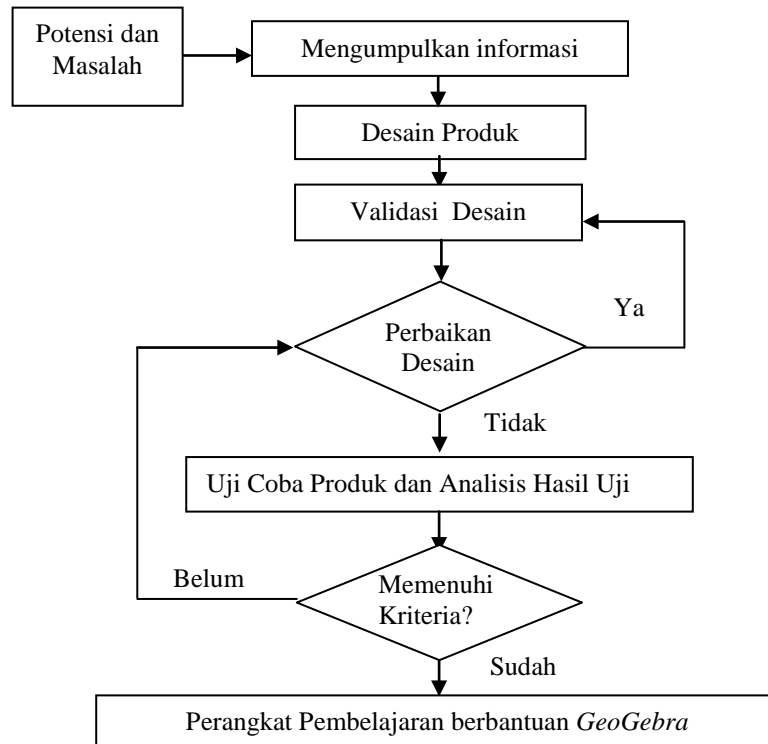 Potensi dan
Masalah
Mengumpulkan informasi
Desain Produk
Validasi Desain
Ya
Perbaikan
Desain
Tidak
Uji Coba Produk dan Analisis Hasil Uji
Belum
Memenuhi
Kriteria?
Sudah
Perangkat Pembelajaran berbantuan GeoGebra